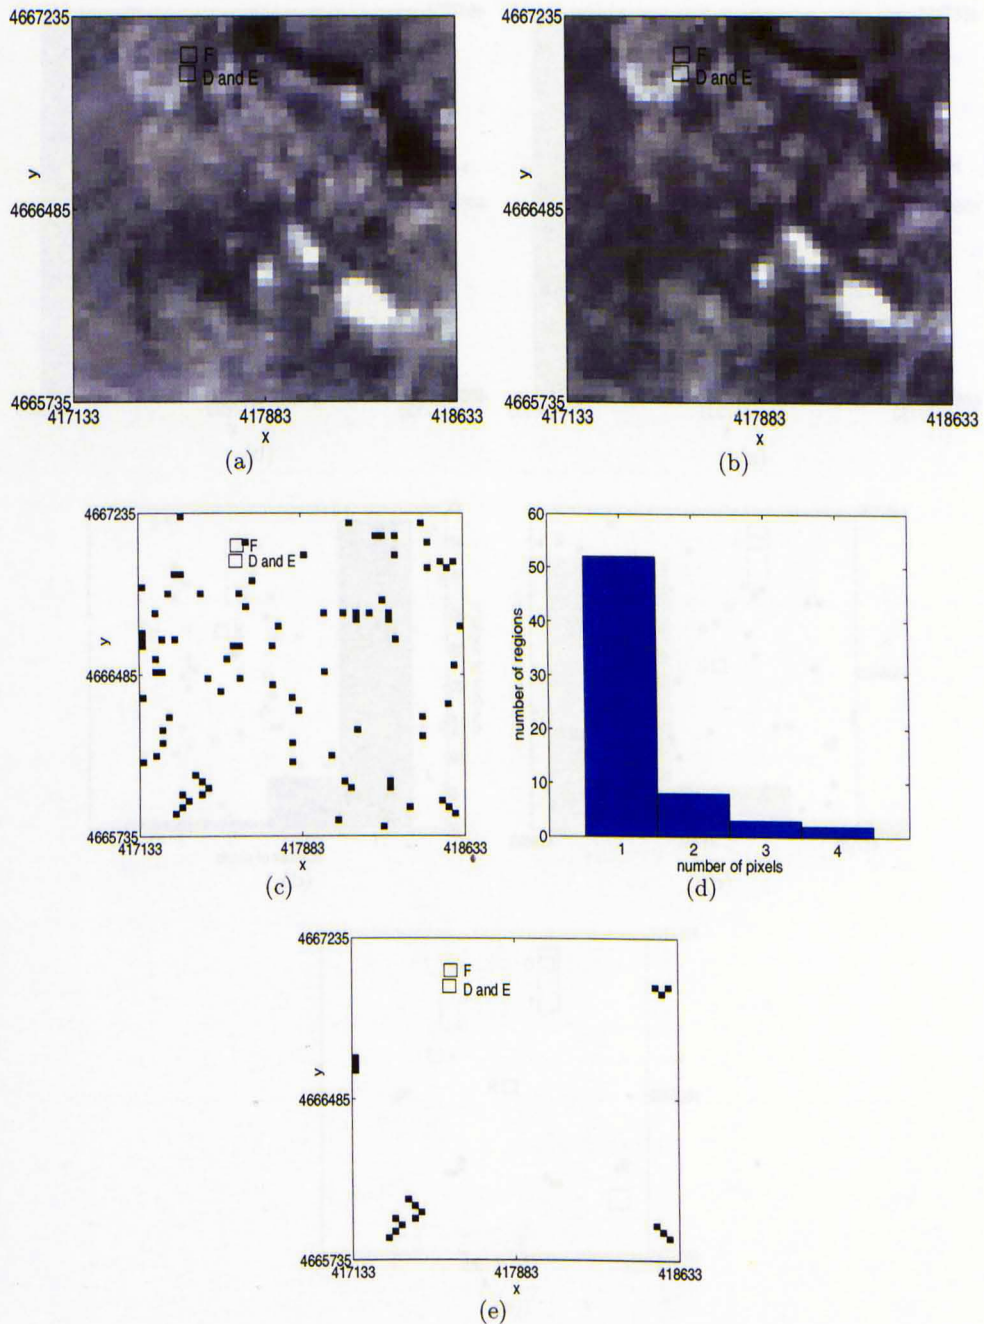 4667235
F
D and E
y
4666485
4665735
417133
417883
418633
x
(a)
4667235
F
D and E
y
4666485
4665735
417133
417883
418633
x
(b)
4667235
F
D and E
y
4666485
4665735
417133
417883
418633
x
(c)
60
50
40
30
20
10
0
number of regions
1
2
3
4
number of pixels
(d)
4667235
F
D and E
y
4666485
4665735
417133
417883
418633
x
(e)